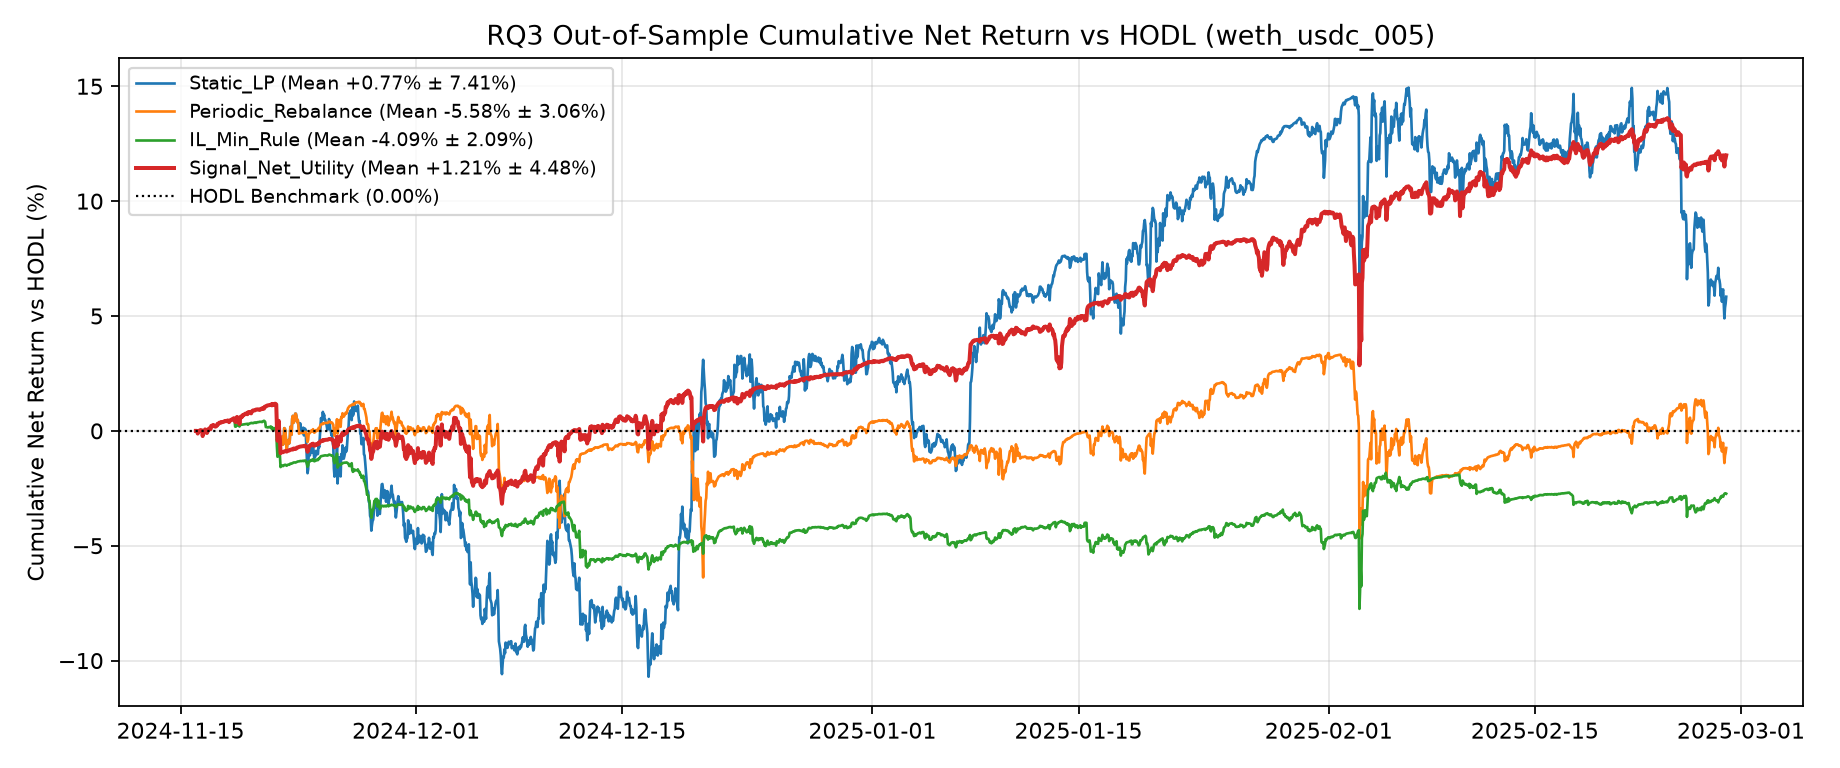 RQ3 Out-of-Sample Cumulative Net Return vs HODL (weth_usdc_005)
Static_LP (Mean +0.77% ± 7.41%)
Periodic_Rebalance (Mean -5.58% ± 3.06%)
IL_Min_Rule (Mean -4.09% ± 2.09%)
Signal_Net_Utility (Mean +1.21% ± 4.48%)
HODL Benchmark (0.00%)
Cumulative Net Return vs HODL (%)
15
10
5
0
−5
−10
2024-11-15
2024-12-01
2024-12-15
2025-01-01
2025-01-15
2025-02-01
2025-02-15
2025-03-01